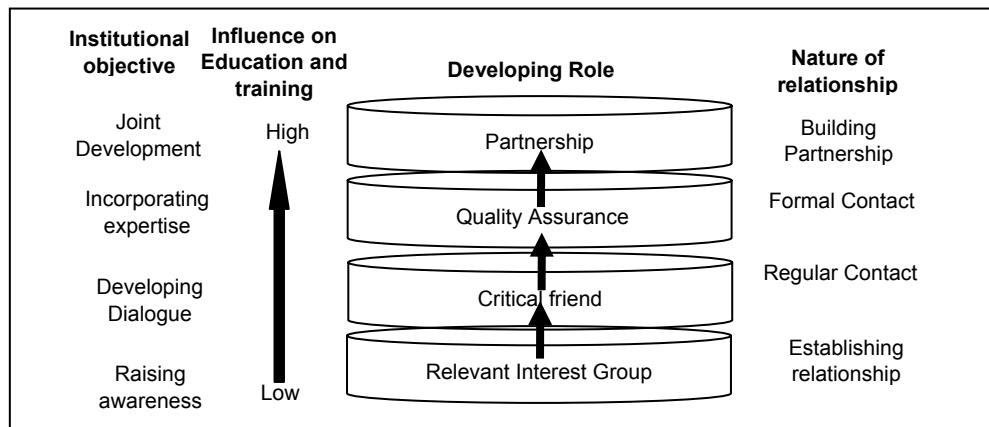 Institutional
objective
Influence on
Education and
training
Developing Role
Nature of
relationship
Joint
Development
High
Partnership
Building
Partnership
Incorporating
expertise
Quality Assurance
Formal Contact
Developing
Dialogue
Critical friend
Regular Contact
Raising
awareness
Low
Relevant Interest Group
Establishing
relationship